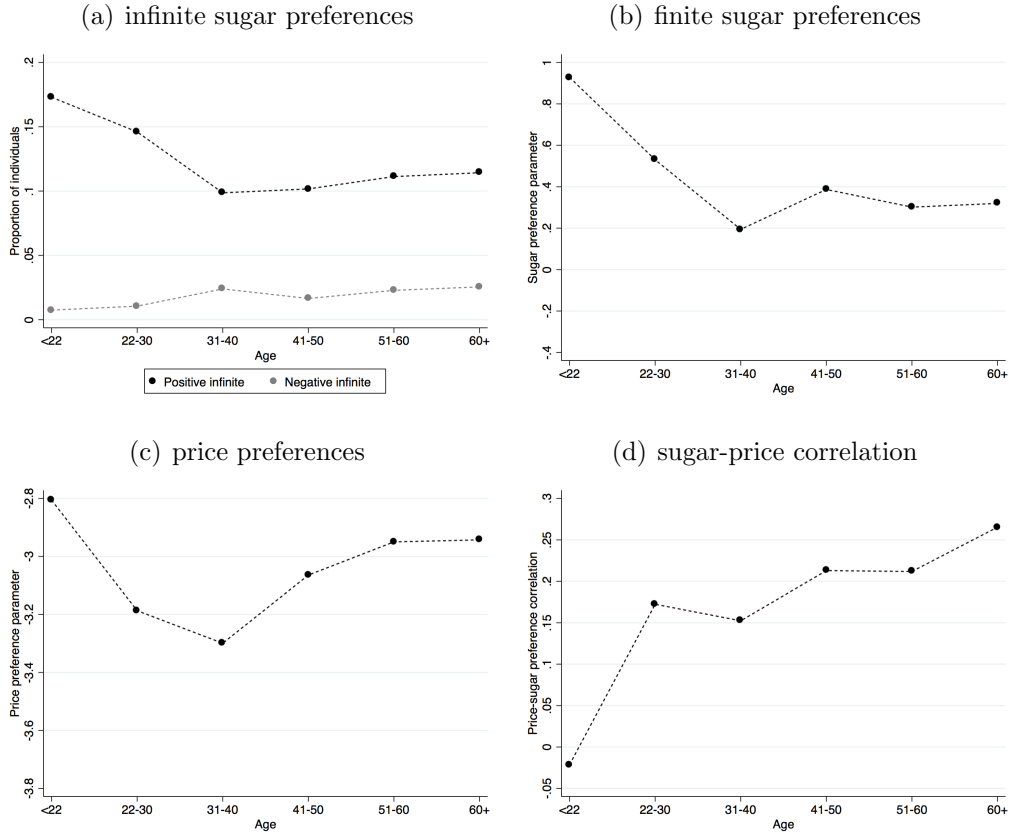 (a) infinite sugar preferences
Proportion of individuals
.2
.15
.1
.05
0
<22 22-30 31-40 41-50 51-60 60+
Age
Positive infinite Negative infinite
(b) finite sugar preferences
Sugar preference parameter
1
.8
.6
.4
.2
0
-.2
-.4
<22 22-30 31-40 41-50 51-60 60+
Age
(c) price preferences
Price preference parameter
-2.8
-3
-3.2
-3.4
-3.6
-3.8
<22 22-30 31-40 41-50 51-60 60+
Age
(d) sugar-price correlation
Price-sugar preference correlation
.3
.25
.2
.15
.1
.05
0
-.05
<22 22-30 31-40 41-50 51-60 60+
Age